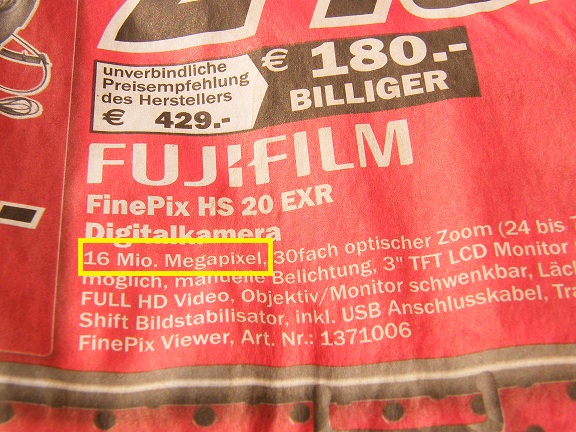 unverbindliche
Preisempfehlung
des Herstellers
€ 429.-
€ 180.-
BILLIGER
FUJIFILM
FinePix HS 20 EXR
Digitalkamera
16 Mio. Megapixel, 30fach optischer Zoom (24 bis
möglich, manuelle Belichtung, 3" TFT LCD Monitor
FULL HD Video, Objektiv/Monitor schwenkbar,
Shift Bildstabilisator, inkl. USB Anschlusskabel,
FinePix Viewer, Art. Nr.: 1371006